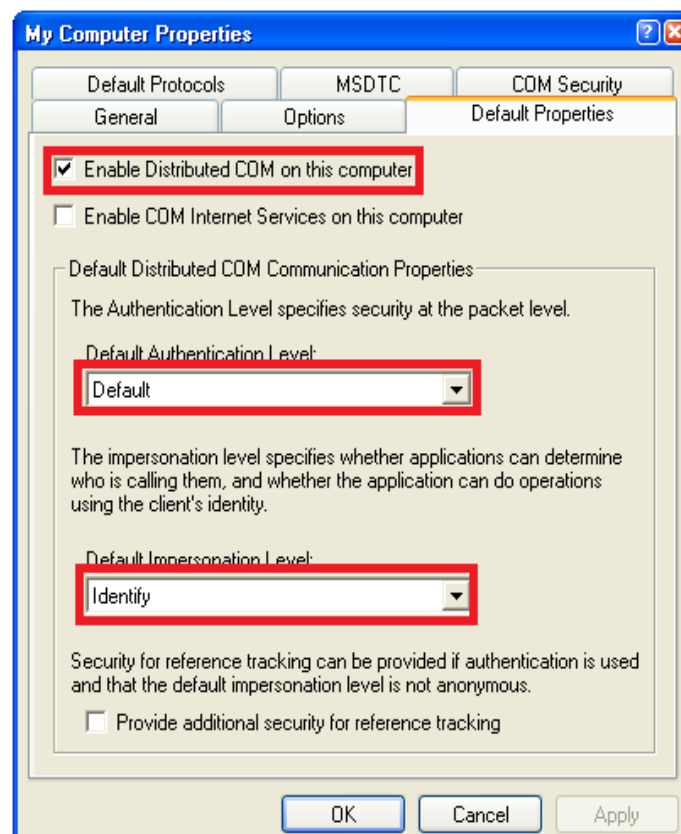 My Computer Properties
Default Protocols MSDTC COM Security
General Options Default Properties
Enable Distributed COM on this computer
Enable COM Internet Services on this computer
Default Distributed COM Communication Properties
The Authentication Level specifies security at the packet level.
Default Authentication Level:
Default
The impersonation level specifies whether applications can determine
who is calling them, and whether the application can do operations
using the client's identity.
Default Impersonation Level:
Identify
Security for reference tracking can be provided if authentication is used
and that the default impersonation level is not anonymous.
Provide additional security for reference tracking
OK Cancel Apply